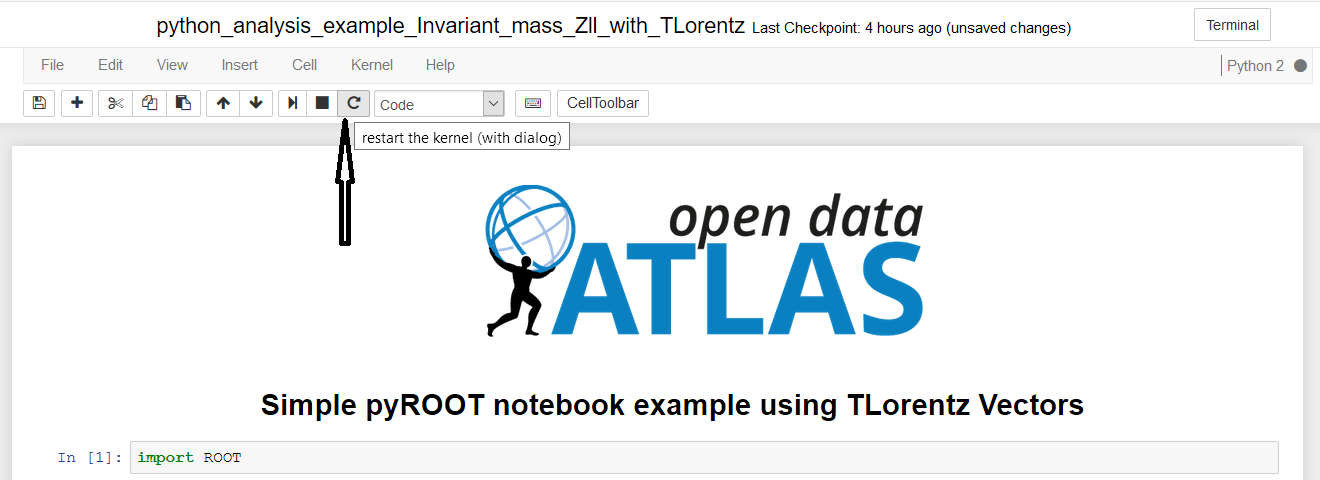 python_analysis_example_Invariant_mass_Zll_with_TLorentz Last Checkpoint: 4 hours ago (unsaved changes) Terminal
File Edit View Insert Cell Kernel Help Python 2
Code CellToolbar
restart the kernel (with dialog)
open data
ATLAS
Simple pyROOT notebook example using TLorentz Vectors
In [1]: import ROOT